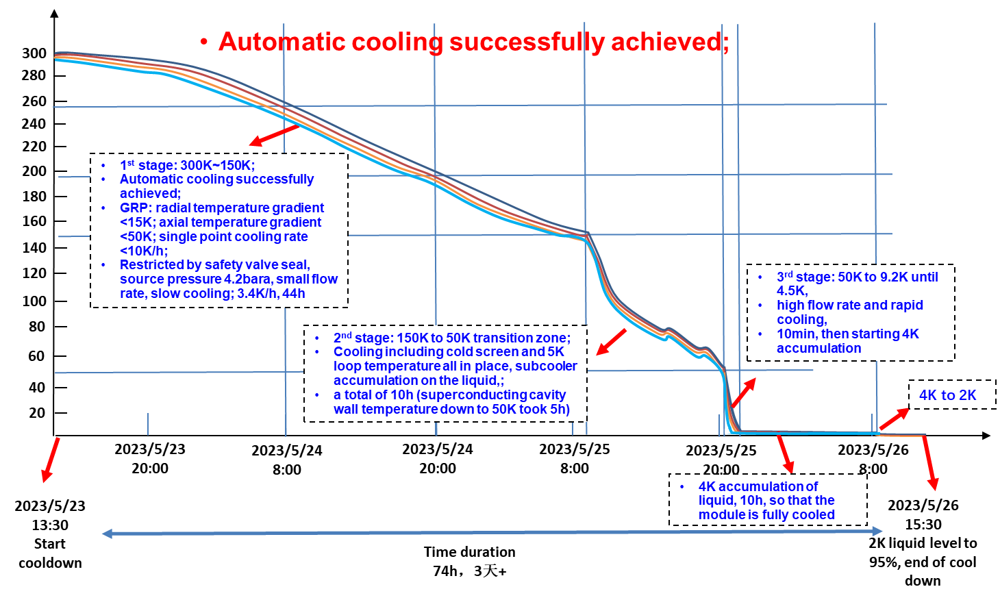 • Automatic cooling successfully achieved;
300
280
260
240
220
200
180
160
140
120
100
80
60
40
20
• 1st stage: 300K~150K;
• Automatic cooling successfully
achieved;
• GRP: radial temperature gradient
<15K; axial temperature gradient
<50K; single point cooling rate
<10K/h;
• Restricted by safety valve seal,
source pressure 4.2bara, small flow
rate, slow cooling; 3.4K/h, 44h
• 2nd stage: 150K to 50K transition zone;
• Cooling including cold screen and 5K
loop temperature all in place, subcooler
accumulation on the liquid,;
• a total of 10h (superconducting cavity
wall temperature down to 50K took 5h)
• 3rd stage: 50K to 9.2K until
4.5K,
• high flow rate and rapid
cooling,
• 10min, then starting 4K
accumulation
4K to 2K
2023/5/23
20:00
2023/5/24
8:00
2023/5/24
20:00
2023/5/25
8:00
2023/5/25
20:00
2023/5/26
8:00
• 4K accumulation of
liquid, 10h, so that the
module is fully cooled
2023/5/23
13:30
Start
cooldown
Time duration
74h，3天+
2023/5/26
15:30
2K liquid level to
95%, end of cool
down